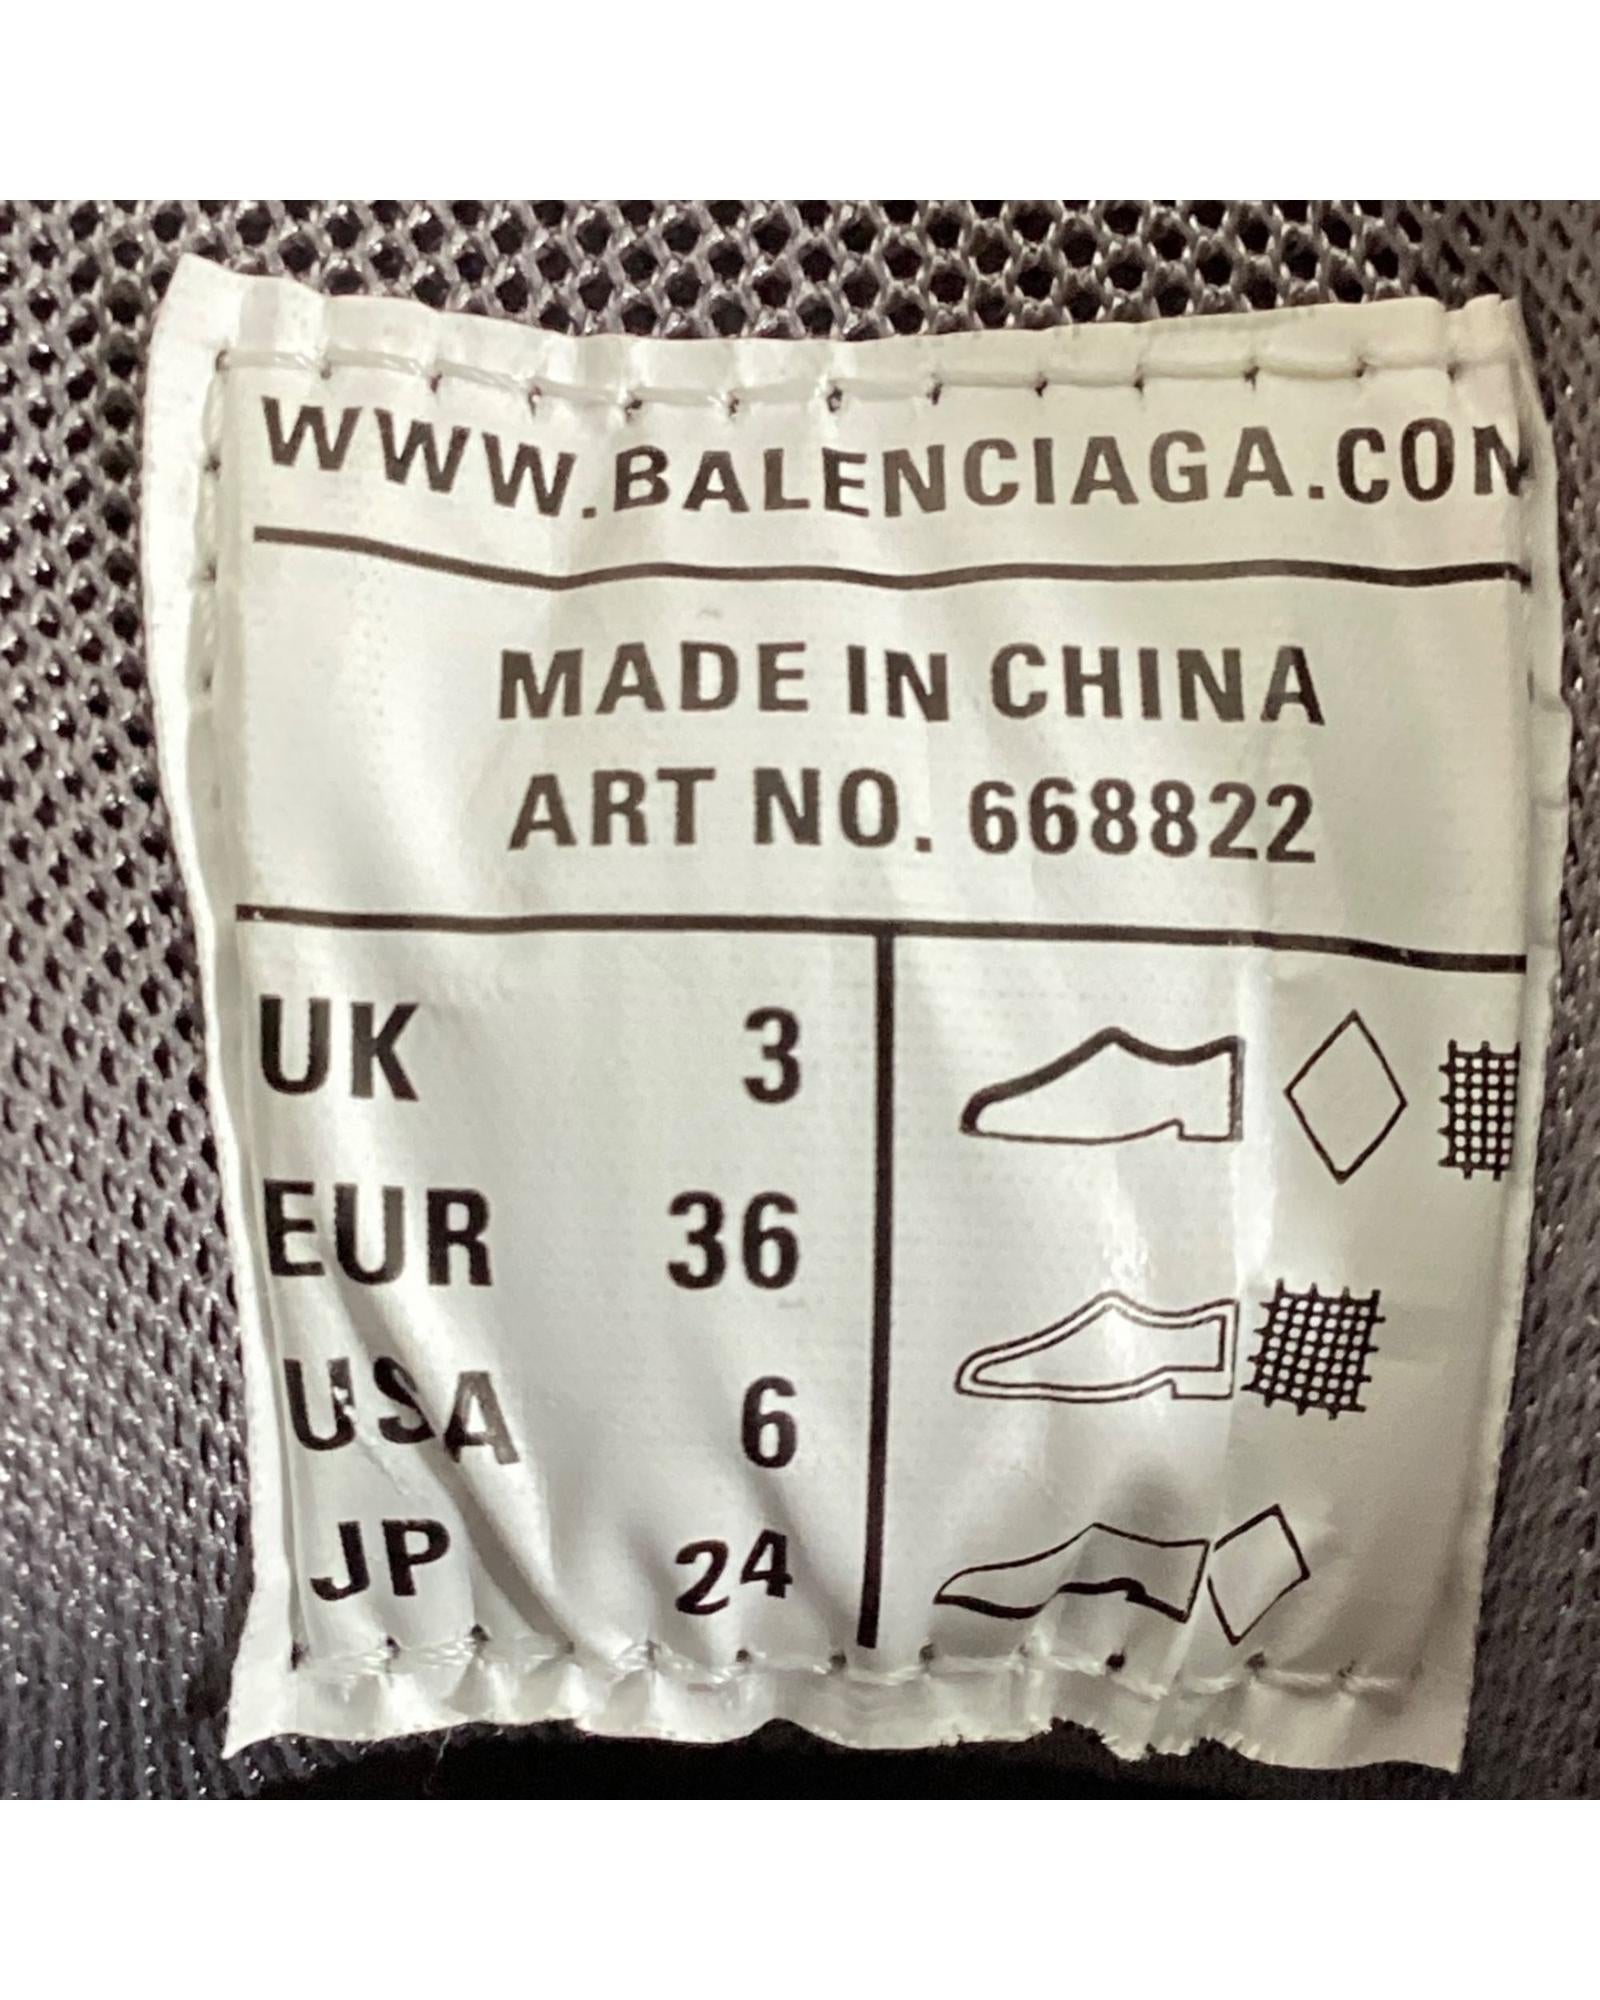 WWW.BALENCIAGA.COM
MADE IN CHINA
ART NO. 668822
UK 3
EUR 36
USA 6
JP 24